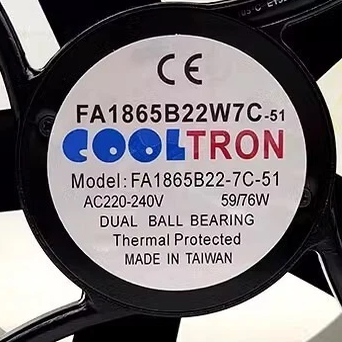 CE
FA1865B22W7C-51
COOLTRON
Model: FA1865B22-7C-51
AC220-240V 59/76W
DUAL BALL BEARING
Thermal Protected
MADE IN TAIWAN